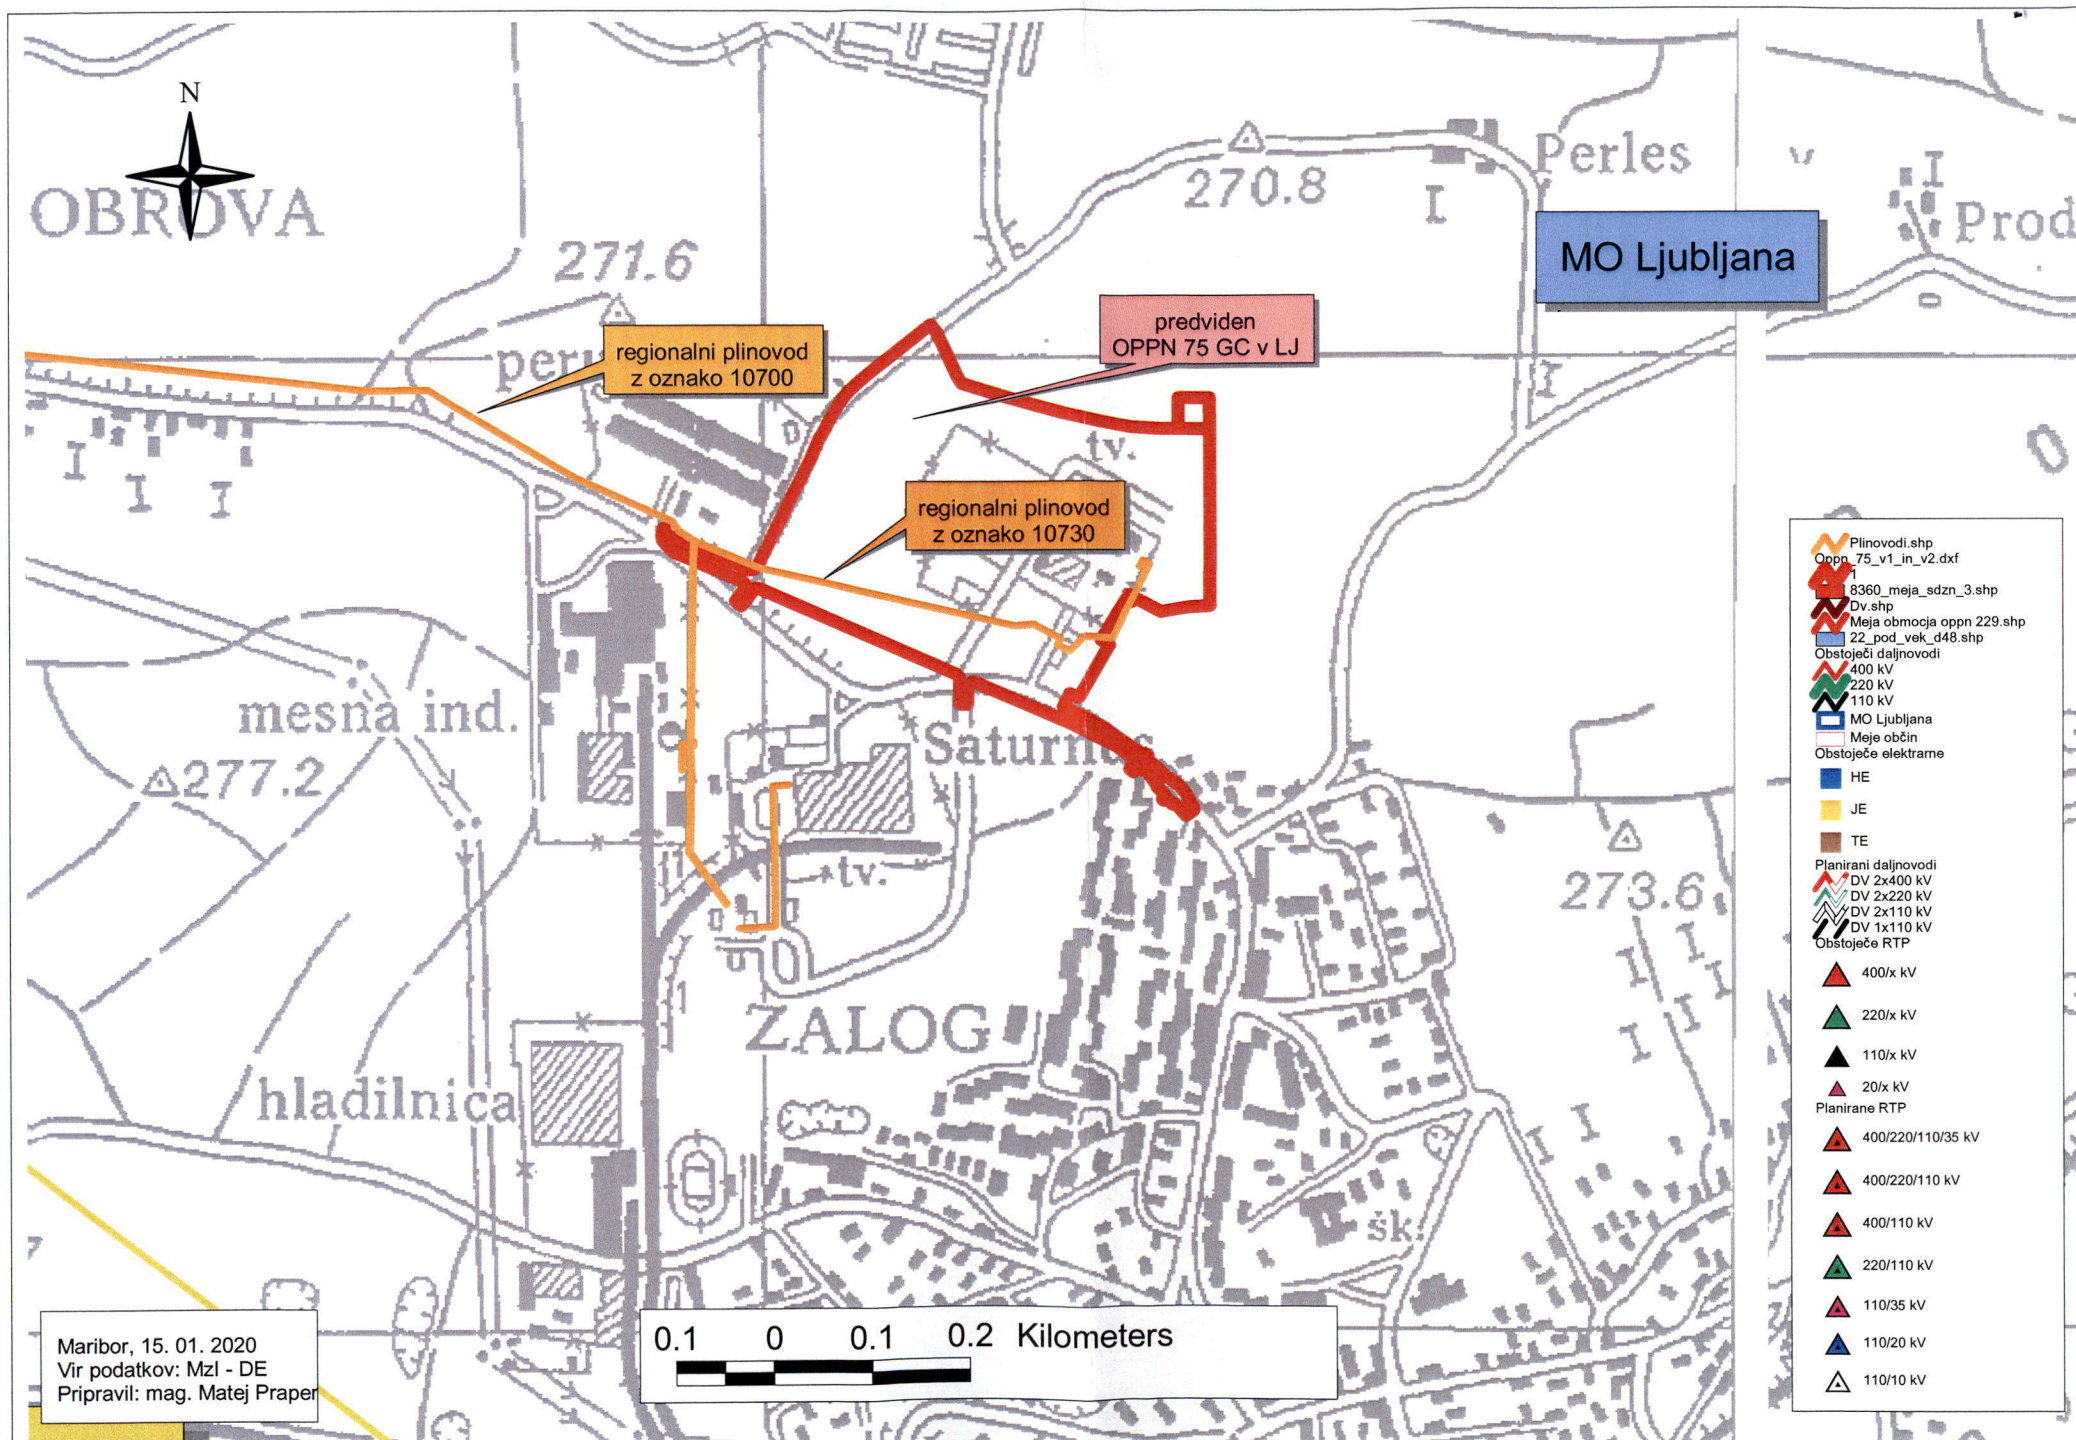 N
OBROVA
271.6
270.8
Perles
I
I
Prod
MO Ljubljana
regionalni plinovod
z oznako 10700
predviden
OPPN 75 GC v LJ
I
I
I
I
tv.
regionalni plinovod
z oznako 10730
mesna ind.
277.2
Saturnus
tv.
273.6
I
I
I
I
I
ZALOG
hladilnica
I
I
šk.
Plinovodi.shp
Oppn_75_v1_in_v2.dxf
1
8360_meja_sdzn_3.shp
Dv.shp
Meja obmocja oppn 229.shp
22_pod_vek_d48.shp
Obstoječi daljnovodi
400 kV
220 kV
110 kV
MO Ljubljana
Meje občin
Obstoječe elektrarne
HE
JE
TE
Planirani daljnovodi
DV 2x400 kV
DV 2x220 kV
DV 2x110 kV
DV 1x110 kV
Obstoječe RTP
400/x kV
220/x kV
110/x kV
20/x kV
Planirane RTP
400/220/110/35 kV
400/220/110 kV
400/110 kV
220/110 kV
110/35 kV
110/20 kV
110/10 kV
Maribor, 15. 01. 2020
Vir podatkov: MzI - DE
Pripravil: mag. Matej Praper
0.1 0 0.1 0.2 Kilometers